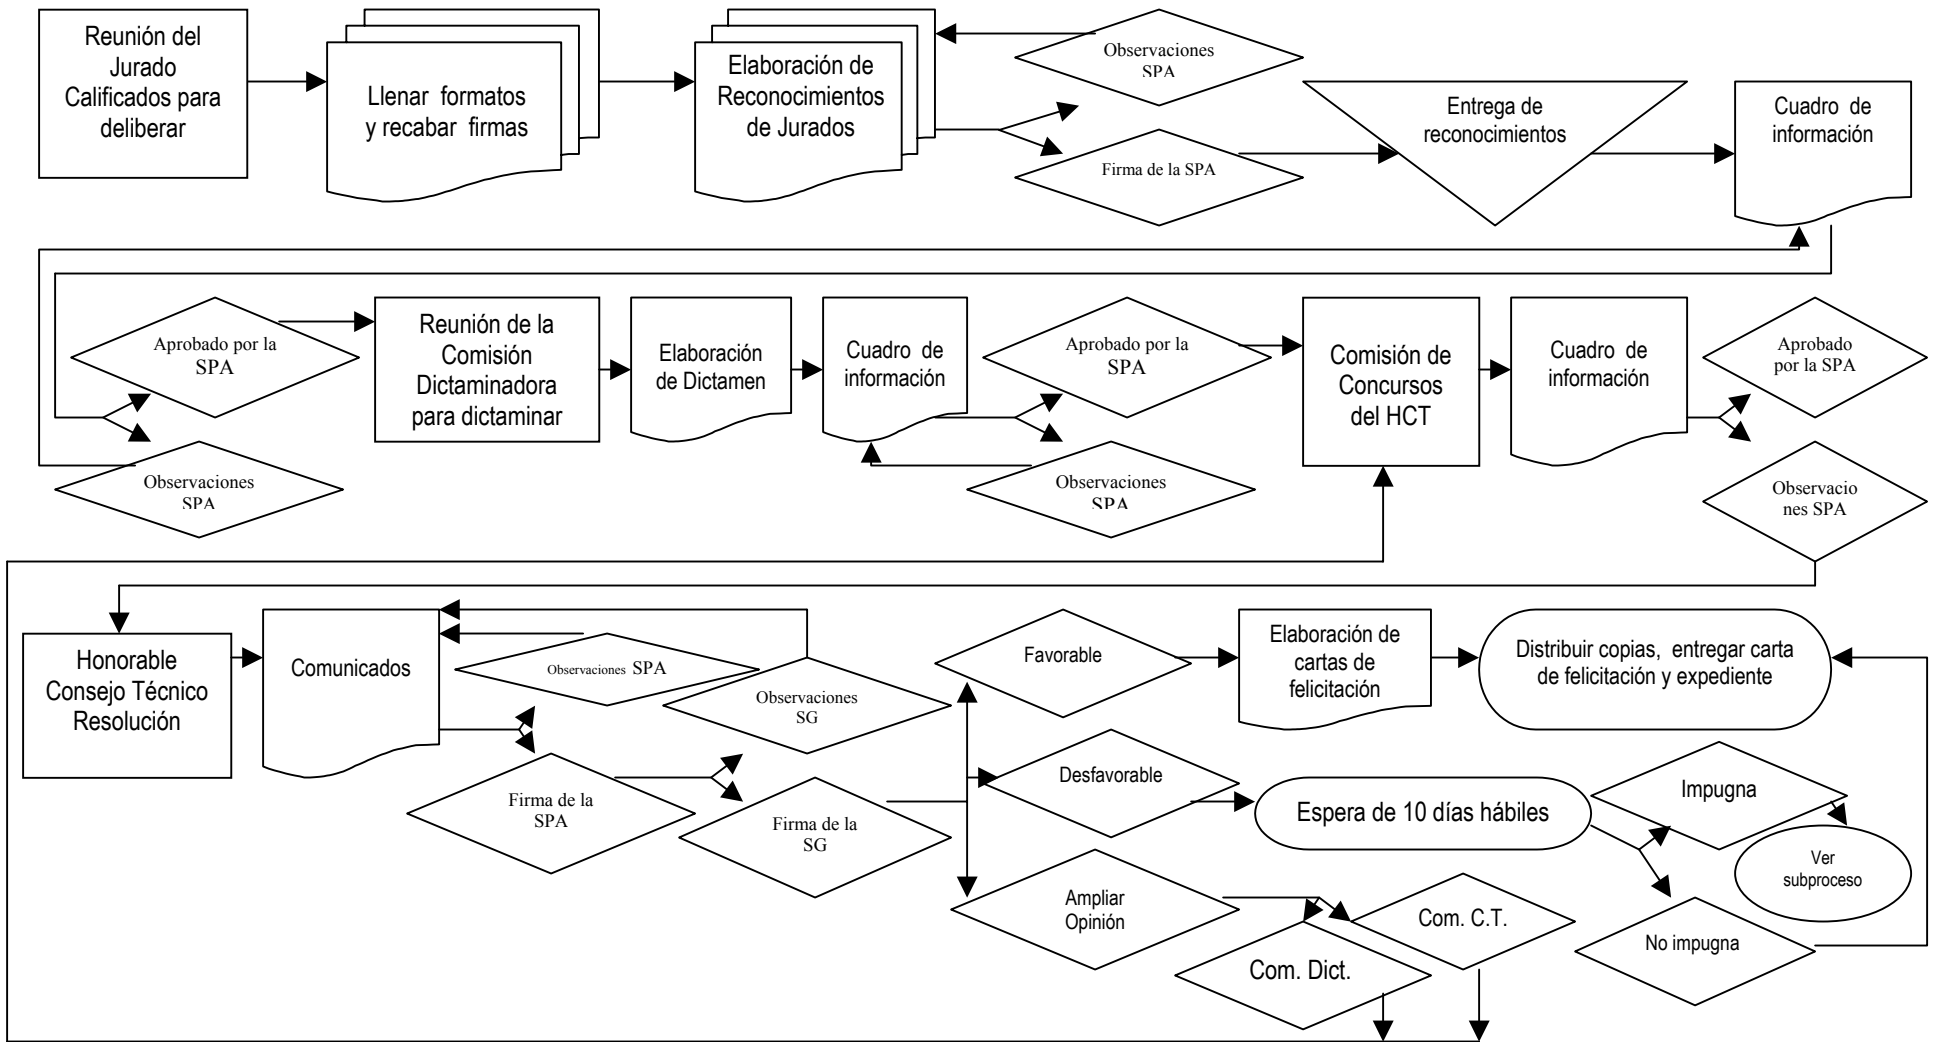 Reunión del
Jurado
Calificados para
deliberar
Llenar formatos
y recabar firmas
Elaboración de
Reconocimientos
de Jurados
Observaciones
SPA
Firma de la SPA
Entrega de
reconocimientos
Cuadro de
información
Aprobado por la
SPA
Observaciones
SPA
Reunión de la
Comisión
Dictaminadora
para dictaminar
Elaboración
de Dictamen
Cuadro de
información
Aprobado por la
SPA
Observaciones
SPA
Comisión de
Concursos
del HCT
Cuadro de
información
Aprobado
por la SPA
Observacio
nes SPA
Honorable
Consejo Técnico
Resolución
Comunicados
Observaciones SPA
Firma de la
SPA
Observaciones
SG
Firma de la
SG
Favorable
Elaboración de
cartas de
felicitación
Distribuir copias, entregar carta
de felicitación y expediente
Desfavorable
Espera de 10 días hábiles
Impugna
Ver
subproceso
No impugna
Ampliar
Opinión
Com. Dict.
Com. C.T.